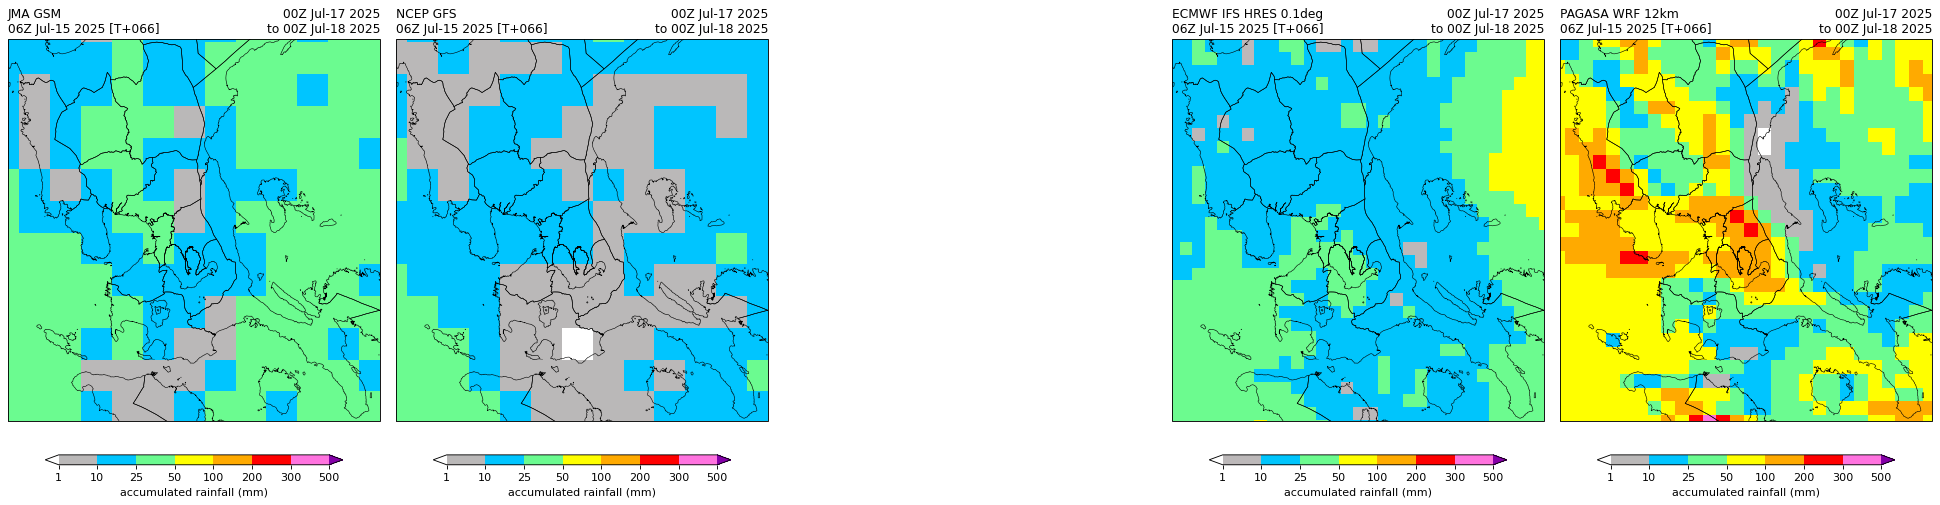 JMA GSM 00Z Jul-17 2025
06Z Jul-15 2025 [T+066] to 00Z Jul-18 2025
1 10 25 50 100 200 300 500
accumulated rainfall (mm)
NCEP GFS 00Z Jul-17 2025
06Z Jul-15 2025 [T+066] to 00Z Jul-18 2025
1 10 25 50 100 200 300 500
accumulated rainfall (mm)
ECMWF IFS HRES 0.1deg 00Z Jul-17 2025
06Z Jul-15 2025 [T+066] to 00Z Jul-18 2025
1 10 25 50 100 200 300 500
accumulated rainfall (mm)
PAGASA WRF 12km 00Z Jul-17 2025
06Z Jul-15 2025 [T+066] to 00Z Jul-18 2025
1 10 25 50 100 200 300 500
accumulated rainfall (mm)